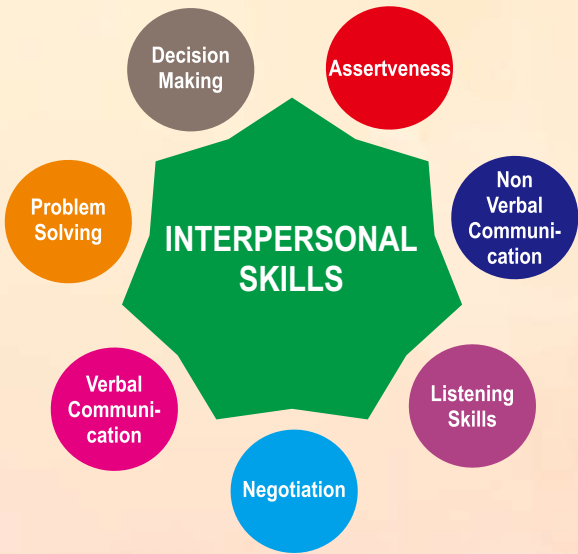 Decision
Making
Assertveness
Problem
Solving
Non
Verbal
Communi-
cation
INTERPERSONAL
SKILLS
Verbal
Communi-
cation
Listening
Skills
Negotiation